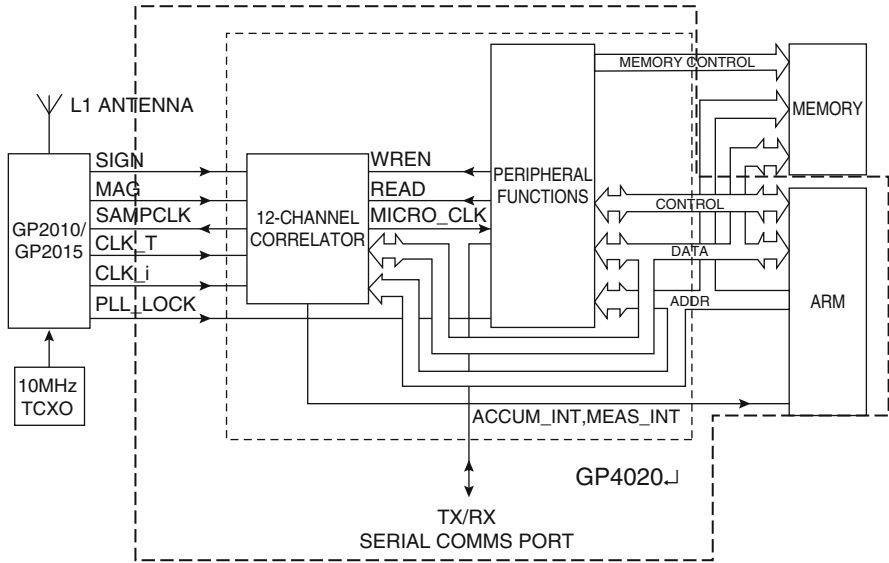 MEMORY CONTROL
L1 ANTENNA
MEMORY
SIGN
WREN
MAG
READ
PERIPHERAL
FUNCTIONS
SAMPCLK
MICRO_CLK
GP2010/
GP2015
12-CHANNEL
CORRELATOR
CONTROL
CLK_T
DATA
CLK_i
PLL_LOCK
ADDR
ARM
10MHz
TCXO
ACCUM_INT,MEAS_INT
GP4020↵
TX/RX
SERIAL COMMS PORT